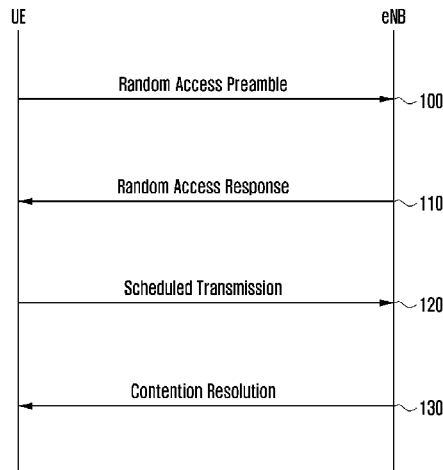 UE eNB
Random Access Preamble
100
Random Access Response
110
Scheduled Transmission
120
Contention Resolution
130